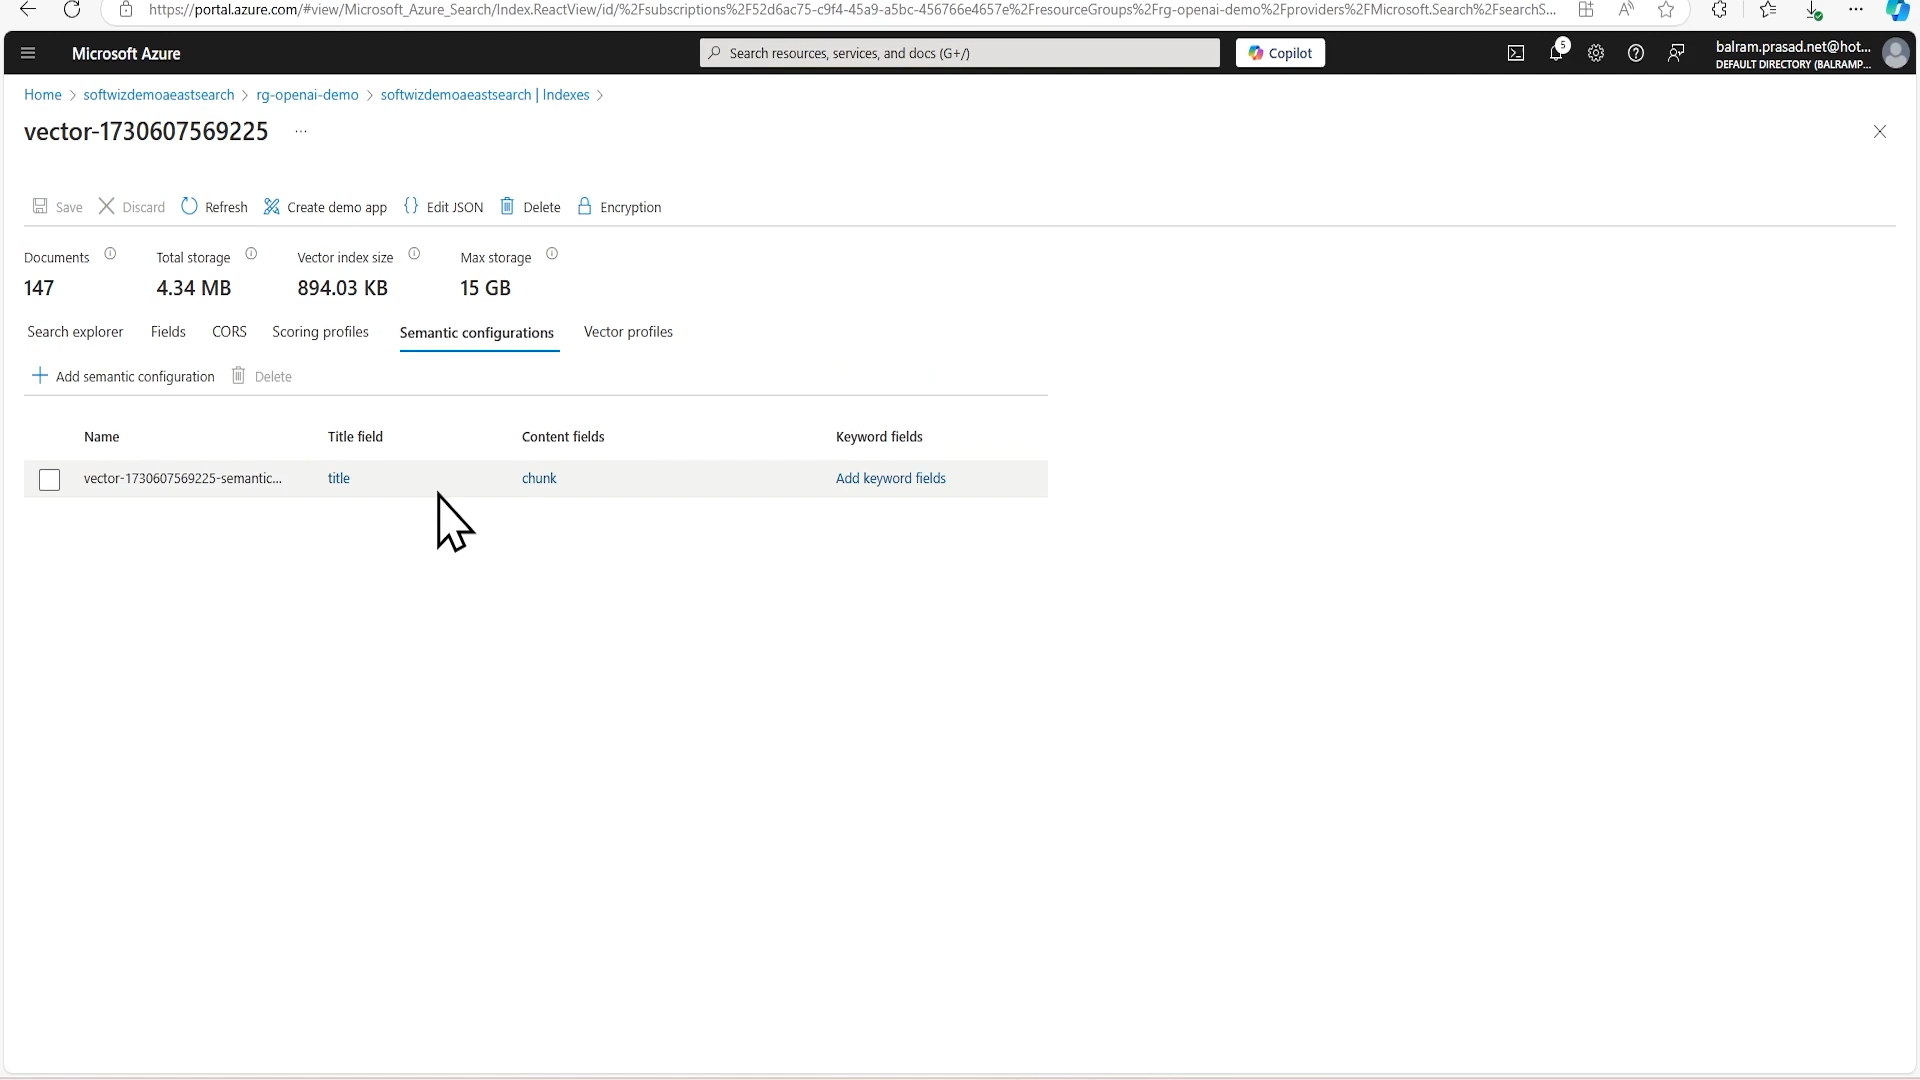 https://portal.azure.com/#view/Microsoft_Azure_Search/Index.ReactView/id/%2Fsubscriptions%2F52d6ac75-c9f4-45a9-a5bc-456766e4657e%2FresourceGroups%2Frg-openai-demo%2Fproviders%2FMicrosoft.Search%2FsearchS...
Microsoft Azure
Search resources, services, and docs (G+/)
Copilot
5
balram.prasad.net@hot...
DEFAULT DIRECTORY (BALRAMP...
Home > softwizdemoaeastsearch > rg-openai-demo > softwizdemoaeastsearch | Indexes >
vector-1730607569225 ...
Save Discard Refresh Create demo app Edit JSON Delete Encryption
Documents Total storage Vector index size Max storage
147 4.34 MB 894.03 KB 15 GB
Search explorer Fields CORS Scoring profiles Semantic configurations Vector profiles
Add semantic configuration Delete
Name Title field Content fields Keyword fields
vector-1730607569225-semantic... title chunk Add keyword fields